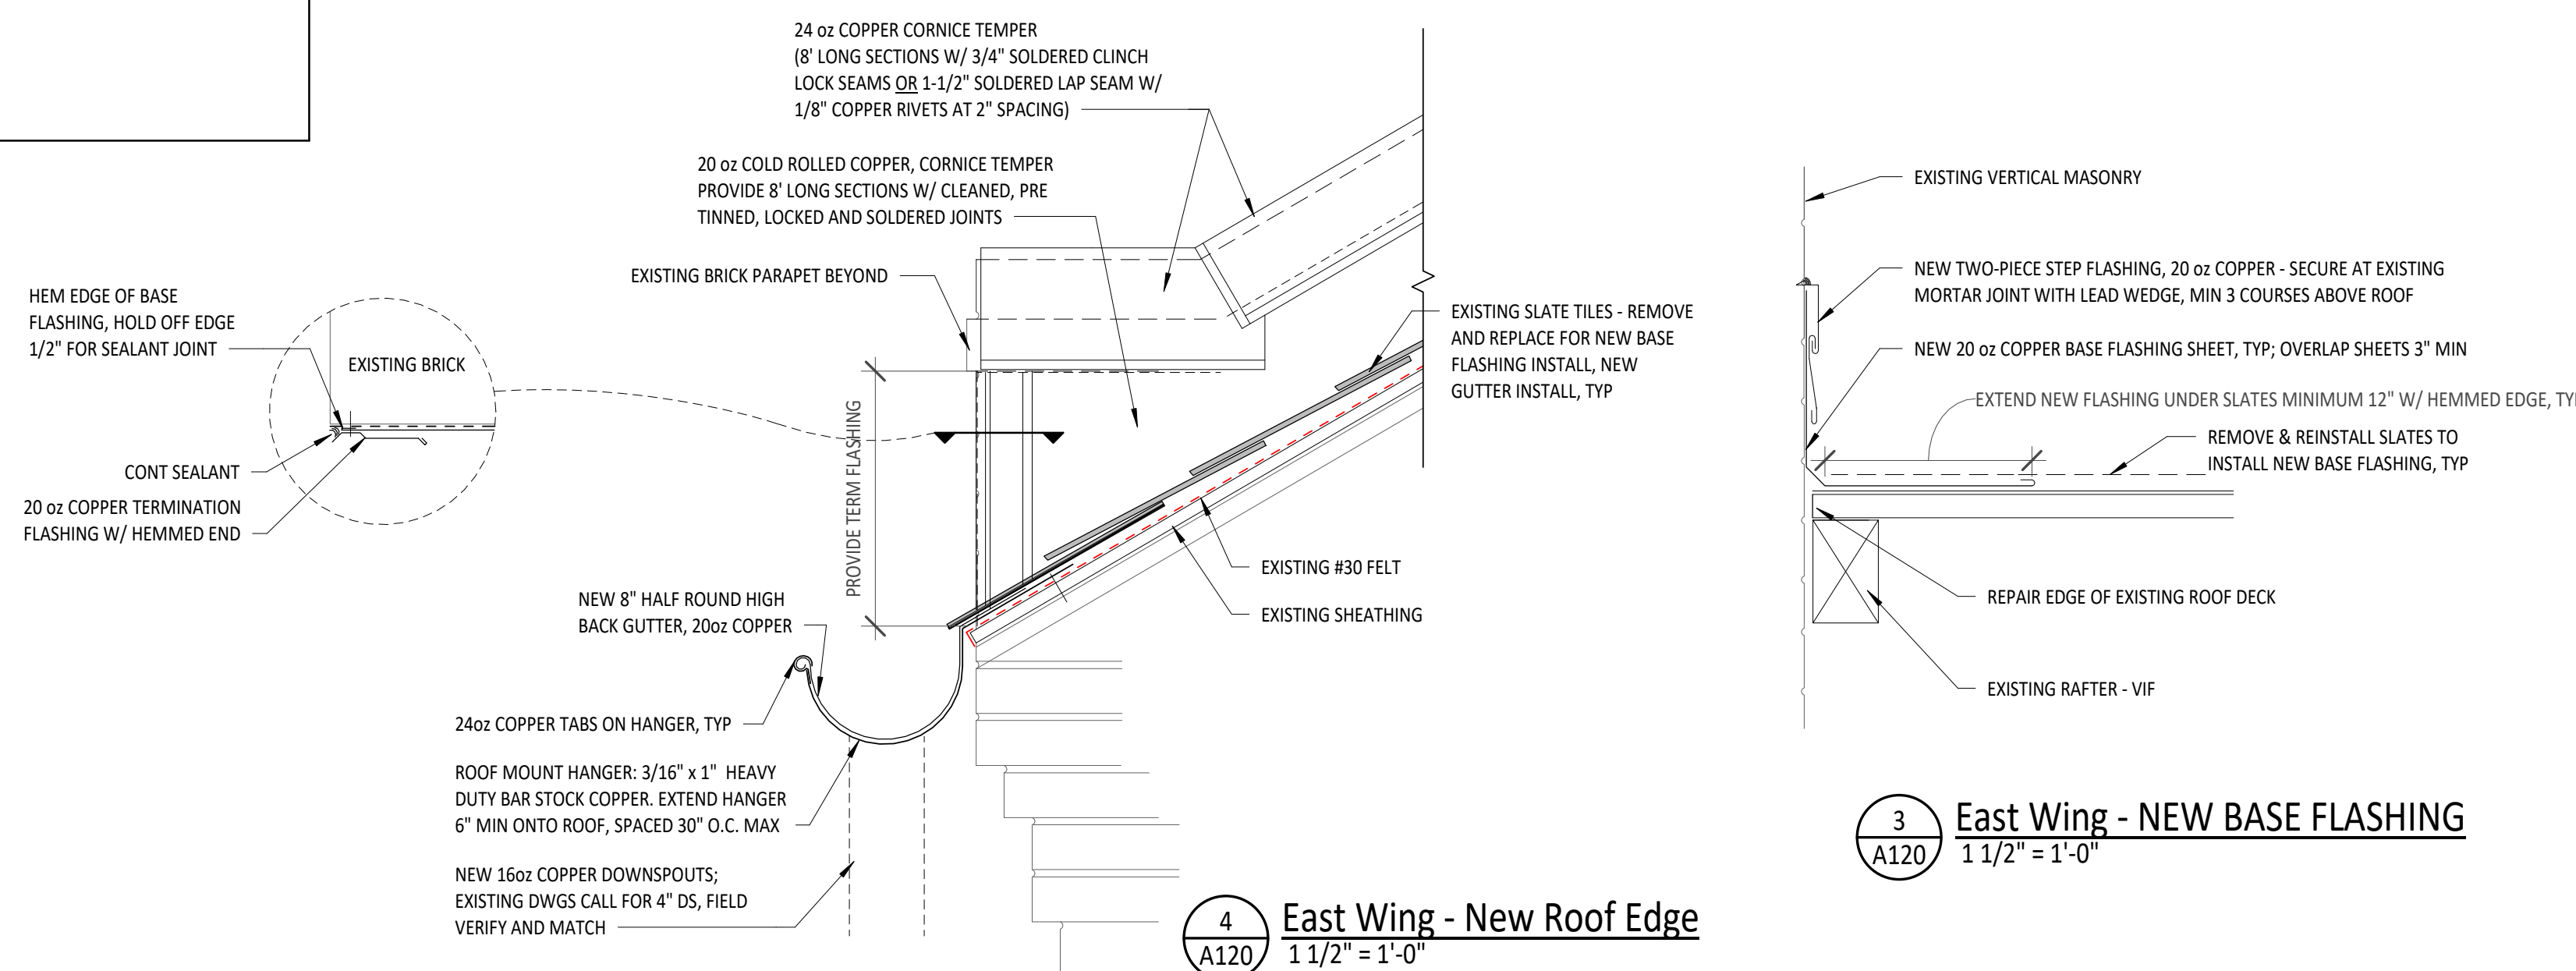 24 oz COPPER CORNICE TEMPER
(8' LONG SECTIONS W/ 3/4" SOLDERED CLINCH
LOCK SEAMS OR 1-1/2" SOLDERED LAP SEAM W/
1/8" COPPER RIVETS AT 2" SPACING)
20 oz COLD ROLLED COPPER, CORNICE TEMPER
PROVIDE 8' LONG SECTIONS W/ CLEANED, PRE
TINNED, LOCKED AND SOLDERED JOINTS
EXISTING BRICK PARAPET BEYOND
HEM EDGE OF BASE
FLASHING, HOLD OFF EDGE
1/2" FOR SEALANT JOINT
EXISTING BRICK
CONT SEALANT
20 oz COPPER TERMINATION
FLASHING W/ HEMMED END
PROVIDE TERM FLASHING
EXISTING SLATE TILES - REMOVE
AND REPLACE FOR NEW BASE
FLASHING INSTALL, NEW
GUTTER INSTALL, TYP
EXISTING #30 FELT
EXISTING SHEATHING
NEW 8" HALF ROUND HIGH
BACK GUTTER, 20oz COPPER
24oz COPPER TABS ON HANGER, TYP
ROOF MOUNT HANGER: 3/16" x 1" HEAVY
DUTY BAR STOCK COPPER. EXTEND HANGER
6" MIN ONTO ROOF, SPACED 30" O.C. MAX
NEW 16oz COPPER DOWNSPOUTS;
EXISTING DWGS CALL FOR 4" DS, FIELD
VERIFY AND MATCH
4
A120
East Wing - New Roof Edge
1 1/2" = 1'-0"
EXISTING VERTICAL MASONRY
NEW TWO-PIECE STEP FLASHING, 20 oz COPPER - SECURE AT EXISTING
MORTAR JOINT WITH LEAD WEDGE, MIN 3 COURSES ABOVE ROOF
NEW 20 oz COPPER BASE FLASHING SHEET, TYP; OVERLAP SHEETS 3" MIN
EXTEND NEW FLASHING UNDER SLATES MINIMUM 12" W/ HEMMED EDGE,
REMOVE & REINSTALL SLATES TO
INSTALL NEW BASE FLASHING, TYP
REPAIR EDGE OF EXISTING ROOF DECK
EXISTING RAFTER - VIF
3
A120
East Wing - NEW BASE FLASHING
1 1/2" = 1'-0"